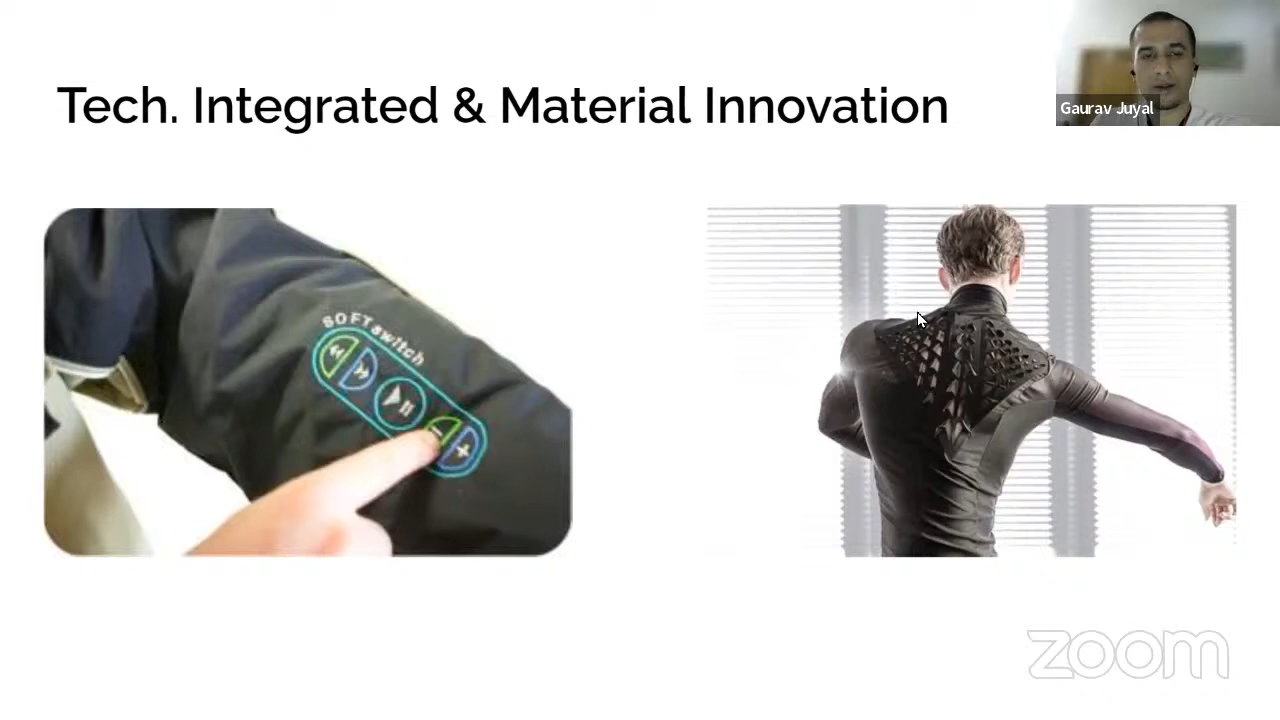 Tech. Integrated & Material Innovation
Gaurav Juyal
SOFTswitch
zoom